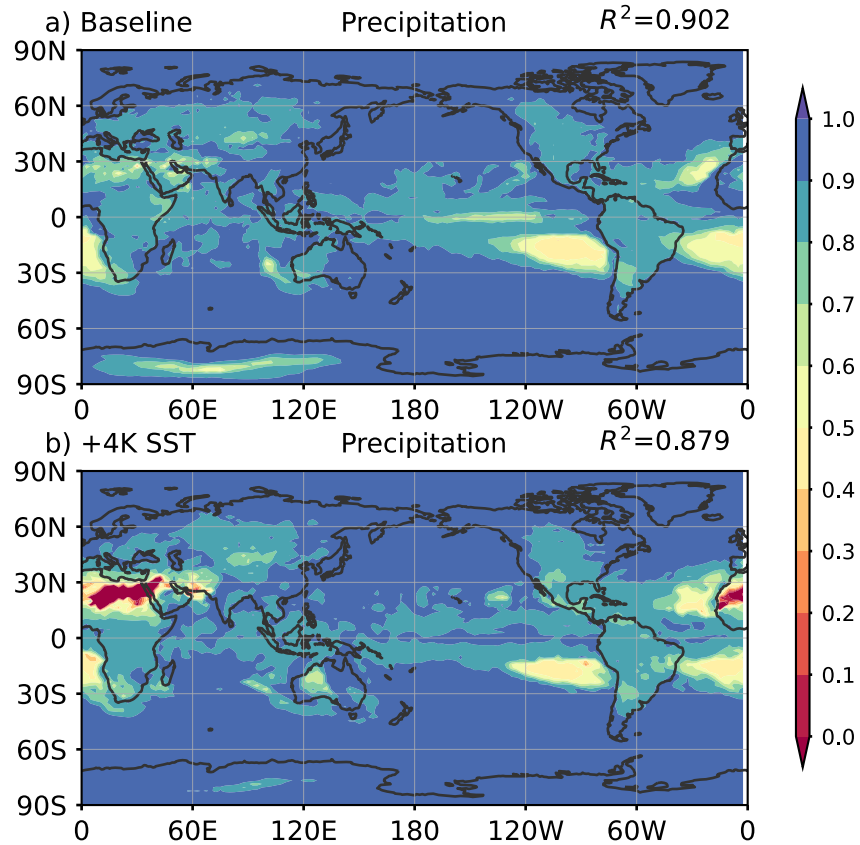 a) Baseline Precipitation R²=0.902
90N
60N
30N
0
30S
60S
90S
0 60E 120E 180 120W 60W 0
b) +4K SST Precipitation R²=0.879
90N
60N
30N
0
30S
60S
90S
0 60E 120E 180 120W 60W 0
1.0
0.9
0.8
0.7
0.6
0.5
0.4
0.3
0.2
0.1
0.0